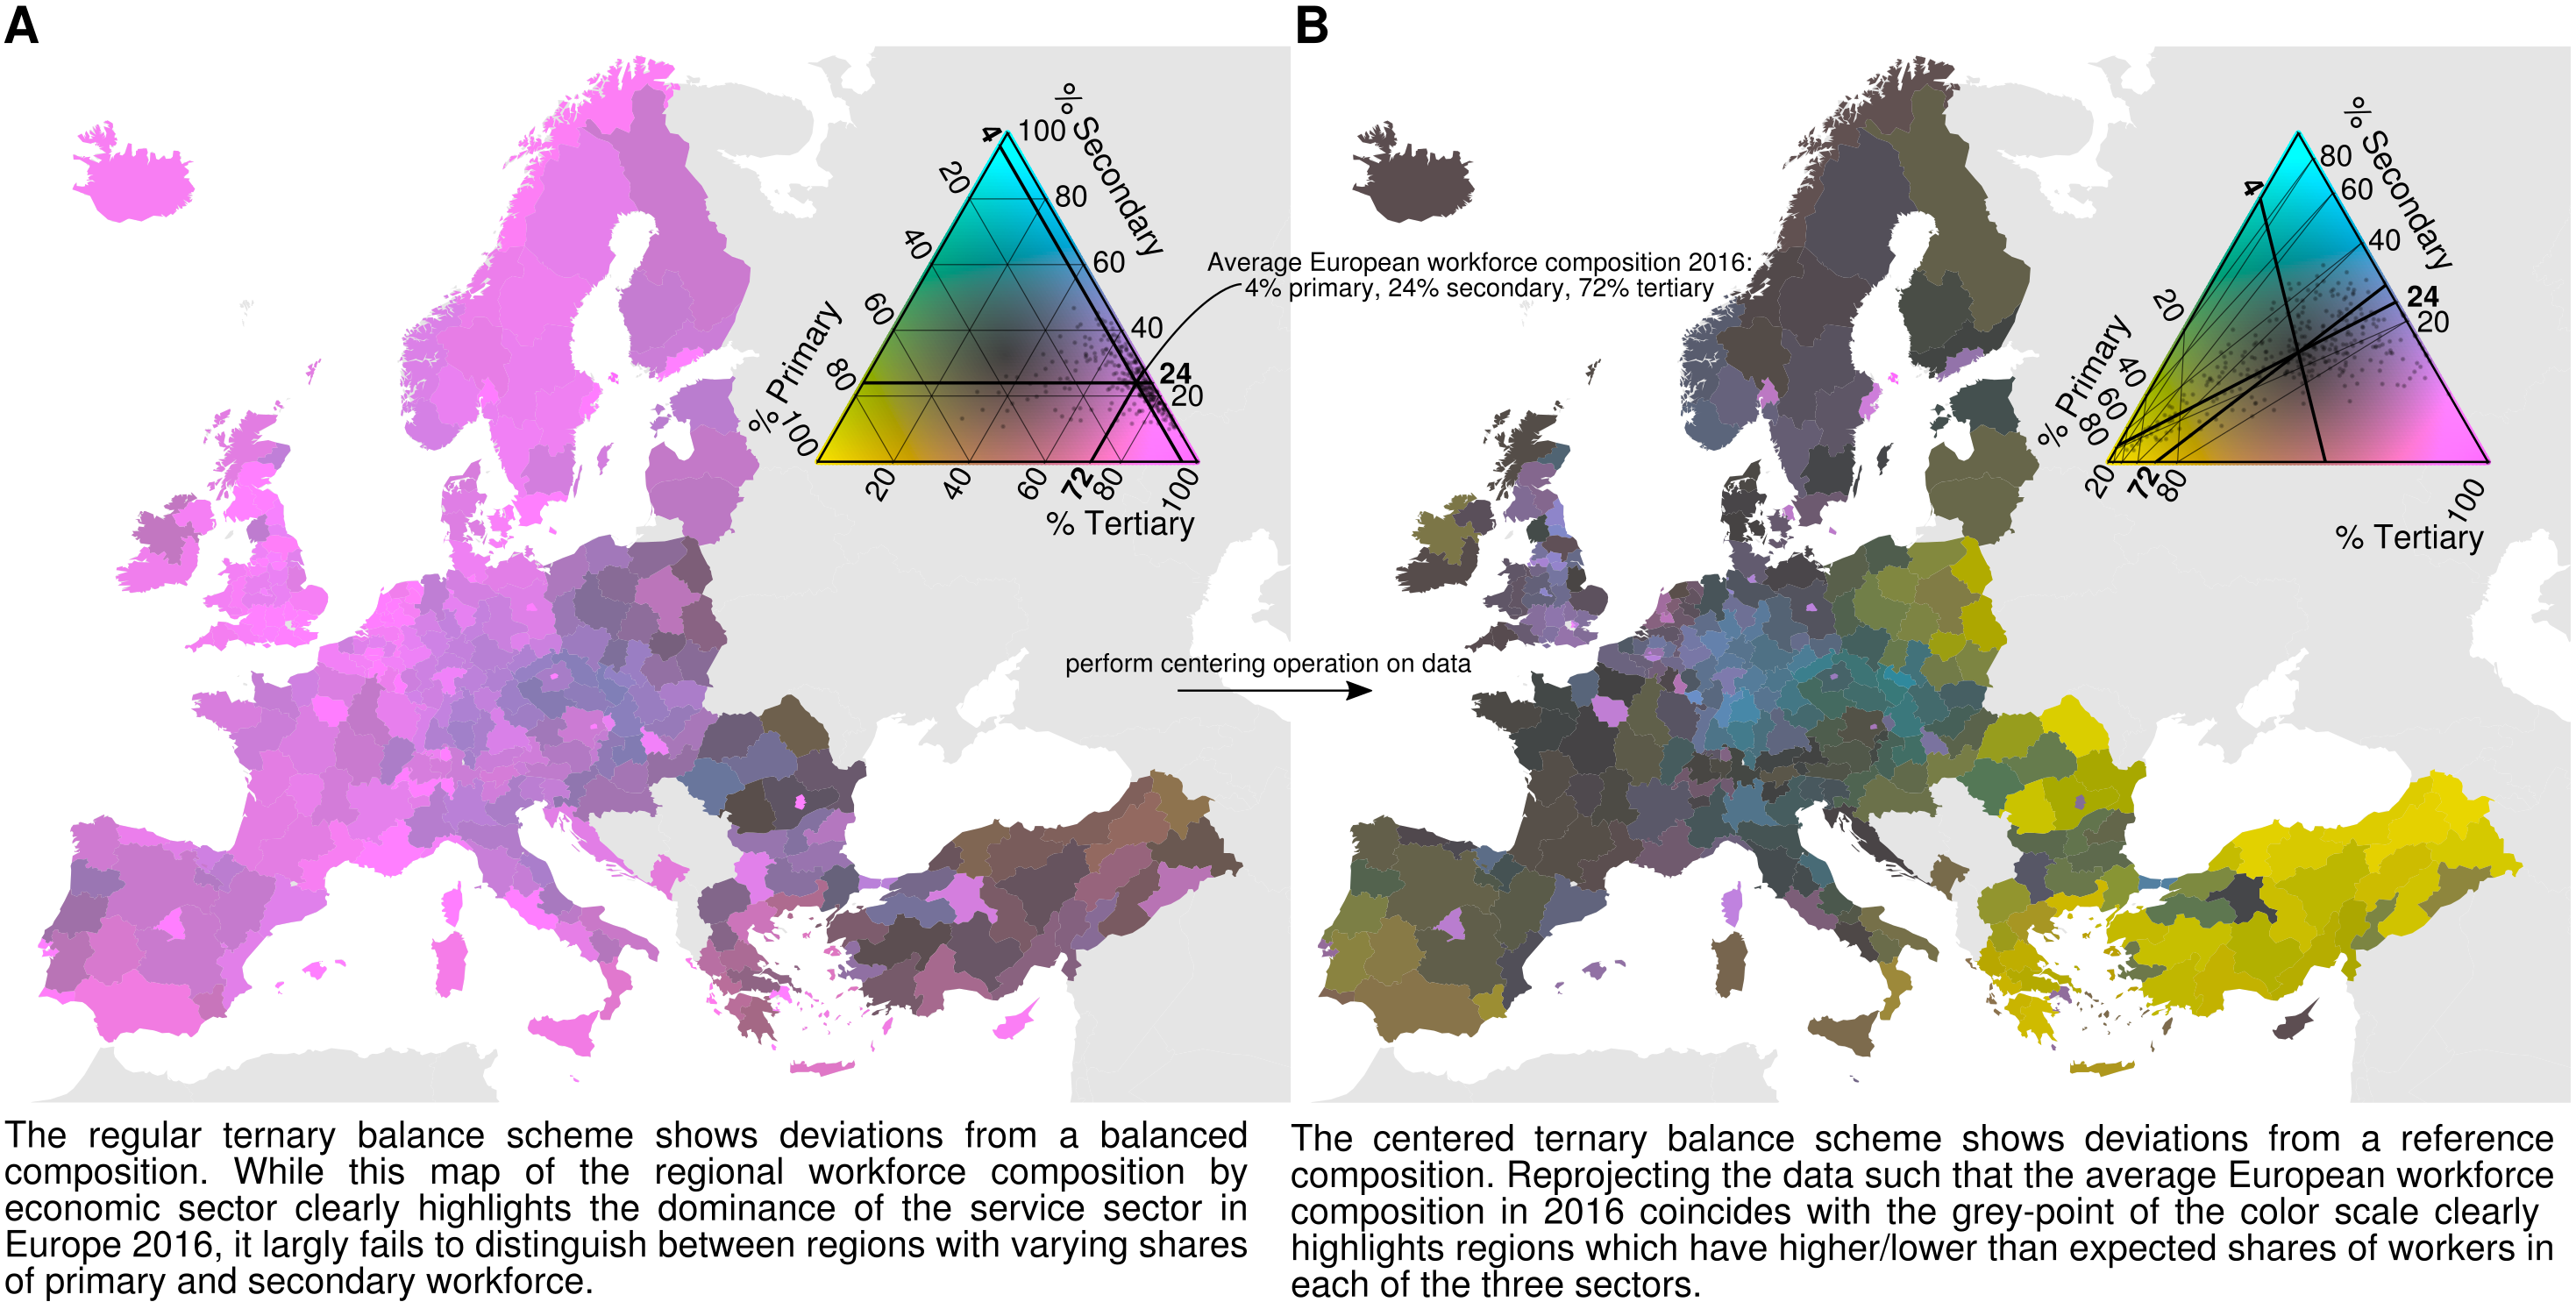 A
B
% Secondary
100
80
60
40
24
20
4
20
40
60
80
100
% Primary
20
40
60
72
80
100
% Tertiary
Average European workforce composition 2016:
4% primary, 24% secondary, 72% tertiary
perform centering operation on data
% Secondary
80
60
40
24
20
4
20
40
60
80
% Primary
20
72
80
100
% Tertiary
The regular ternary balance scheme shows deviations from a balanced
composition. While this map of the regional workforce composition by
economic sector clearly highlights the dominance of the service sector in
Europe 2016, it largly fails to distinguish between regions with varying shares
of primary and secondary workforce.
The centered ternary balance scheme shows deviations from a reference
composition. Reprojecting the data such that the average European workforce
composition in 2016 coincides with the grey-point of the color scale clearly
highlights regions which have higher/lower than expected shares of workers in
each of the three sectors.